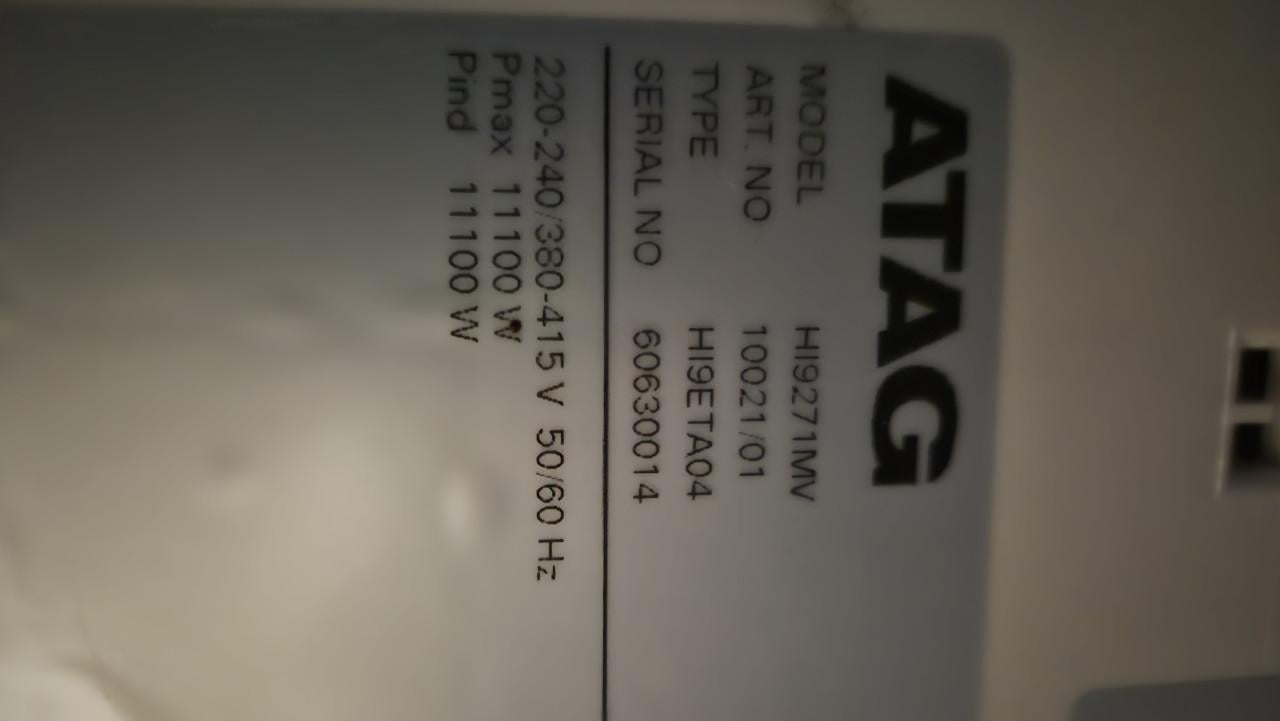 ATAG
MODEL HI9271MV
ART. NO 10021/01
TYPE HI9ETA04
SERIAL NO 60630014
220-240/380-415 V 50/60 Hz
Pmax 11100 W
Pind 11100 W